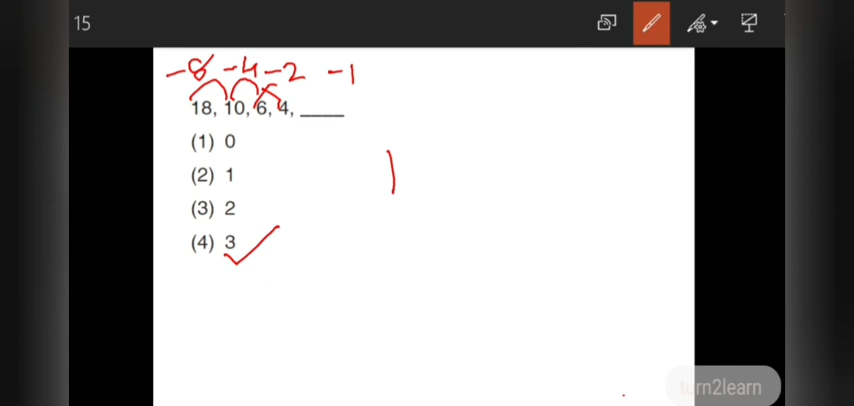 15
-8 -4 -2 -1
18, 10, 6, 4, ____
(1) 0
(2) 1
(3) 2
(4) 3
turn2learn